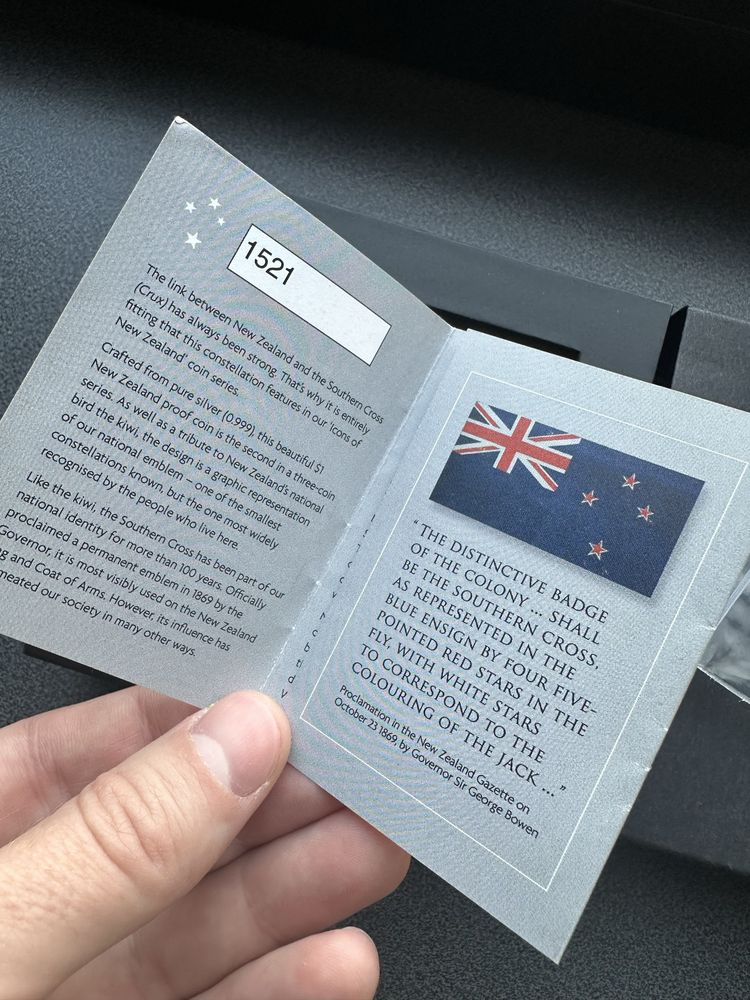 1521
The link between New Zealand and the Southern Cross
(Crux) has always been strong. That's why it is entirely
fitting that this constellation features in our 'Icons of
New Zealand' coin series.
Crafted from pure silver (0.999), this beautiful $1
New Zealand proof coin is the second in a three-coin
series. As well as a tribute to New Zealand's national
bird the kiwi, the design is a graphic representation
of our national emblem – one of the smallest
constellations known, but the one most widely
recognised by the people who live here.
Like the kiwi, the Southern Cross has been part of our
national identity for more than 100 years. Officially
proclaimed a permanent emblem in 1869 by the
Governor, it is most visibly used on the New Zealand
and Coat of Arms. However, its influence has
our society in many other ways.
"THE DISTINCTIVE BADGE
OF THE COLONY ... SHALL
BE THE SOUTHERN CROSS,
AS REPRESENTED IN THE
BLUE ENSIGN BY FOUR FIVE-
POINTED RED STARS IN THE
FLY, WITH WHITE STARS
TO CORRESPOND TO THE
COLOURING OF THE JACK ..."
Proclamation in the New Zealand Gazette on
October 23 1869, by Governor Sir George Bowen